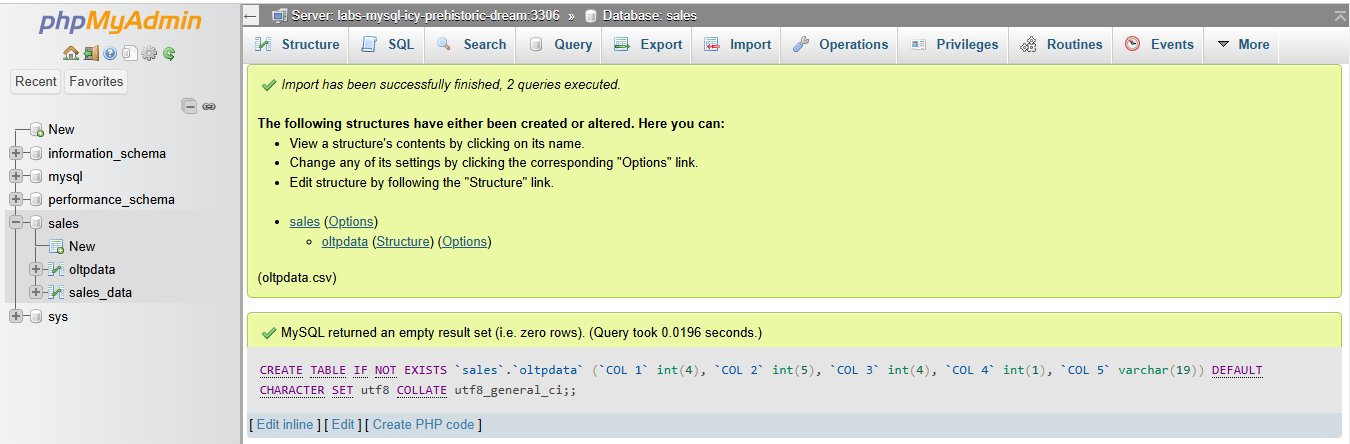 phpMyAdmin
Recent Favorites
New
information_schema
mysql
performance_schema
sales
New
oltpdata
sales_data
sys
Server: labs-mysql-icy-prehistoric-dream:3306 » Database: sales
Structure SQL Search Query Export Import Operations Privileges Routines Events More
Import has been successfully finished, 2 queries executed.
The following structures have either been created or altered. Here you can:
• View a structure's contents by clicking on its name.
• Change any of its settings by clicking the corresponding "Options" link.
• Edit structure by following the "Structure" link.
• sales (Options)
◦ oltpdata (Structure) (Options)
(oltpdata.csv)
MySQL returned an empty result set (i.e. zero rows). (Query took 0.0196 seconds.)
CREATE TABLE IF NOT EXISTS `sales`.`oltpdata` (`COL 1` int(4), `COL 2` int(5), `COL 3` int(4), `COL 4` int(1), `COL 5` varchar(19)) DEFAULT
CHARACTER SET utf8 COLLATE utf8_general_ci;;
[ Edit inline ] [ Edit ] [ Create PHP code ]